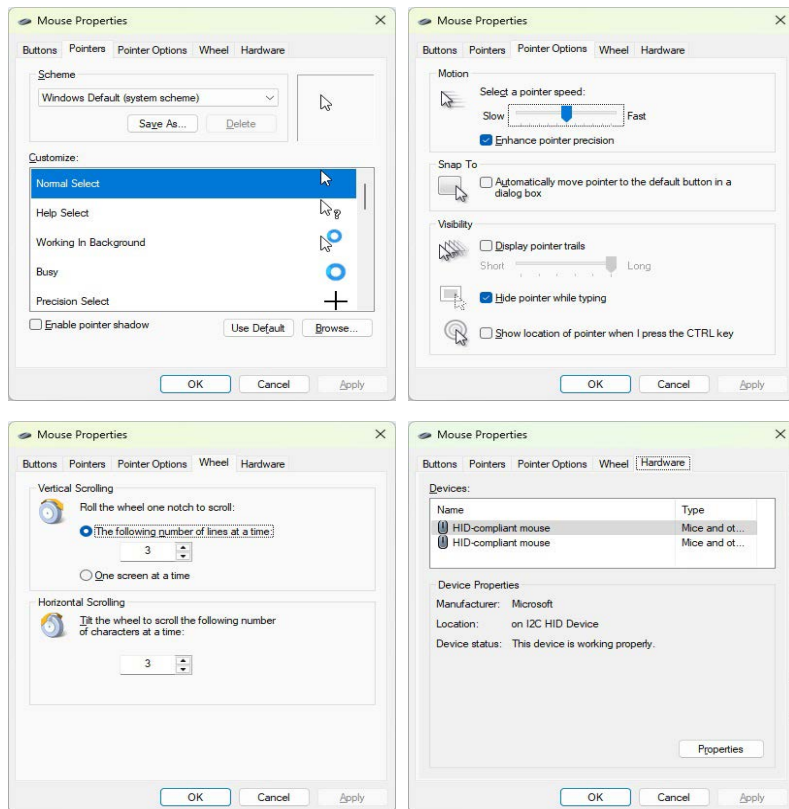 Mouse Properties
Buttons Pointers Pointer Options Wheel Hardware
Scheme
Windows Default (system scheme)
Save As... Delete
Customize:
Normal Select
Help Select
Working In Background
Busy
Precision Select
Enable pointer shadow
Use Default Browse...
OK Cancel Apply
Mouse Properties
Buttons Pointers Pointer Options Wheel Hardware
Motion
Select a pointer speed:
Slow Fast
Enhance pointer precision
Snap To
Automatically move pointer to the default button in a
dialog box
Visibility
Display pointer trails
Short Long
Hide pointer while typing
Show location of pointer when I press the CTRL key
OK Cancel Apply
Mouse Properties
Buttons Pointers Pointer Options Wheel Hardware
Vertical Scrolling
Roll the wheel one notch to scroll:
The following number of lines at a time:
3
One screen at a time
Horizontal Scrolling
Tilt the wheel to scroll the following number
of characters at a time:
3
OK Cancel Apply
Mouse Properties
Buttons Pointers Pointer Options Wheel Hardware
Devices:
Name Type
HID-compliant mouse Mice and ot...
HID-compliant mouse Mice and ot...
Device Properties
Manufacturer: Microsoft
Location: on I2C HID Device
Device status: This device is working properly.
Properties
OK Cancel Apply